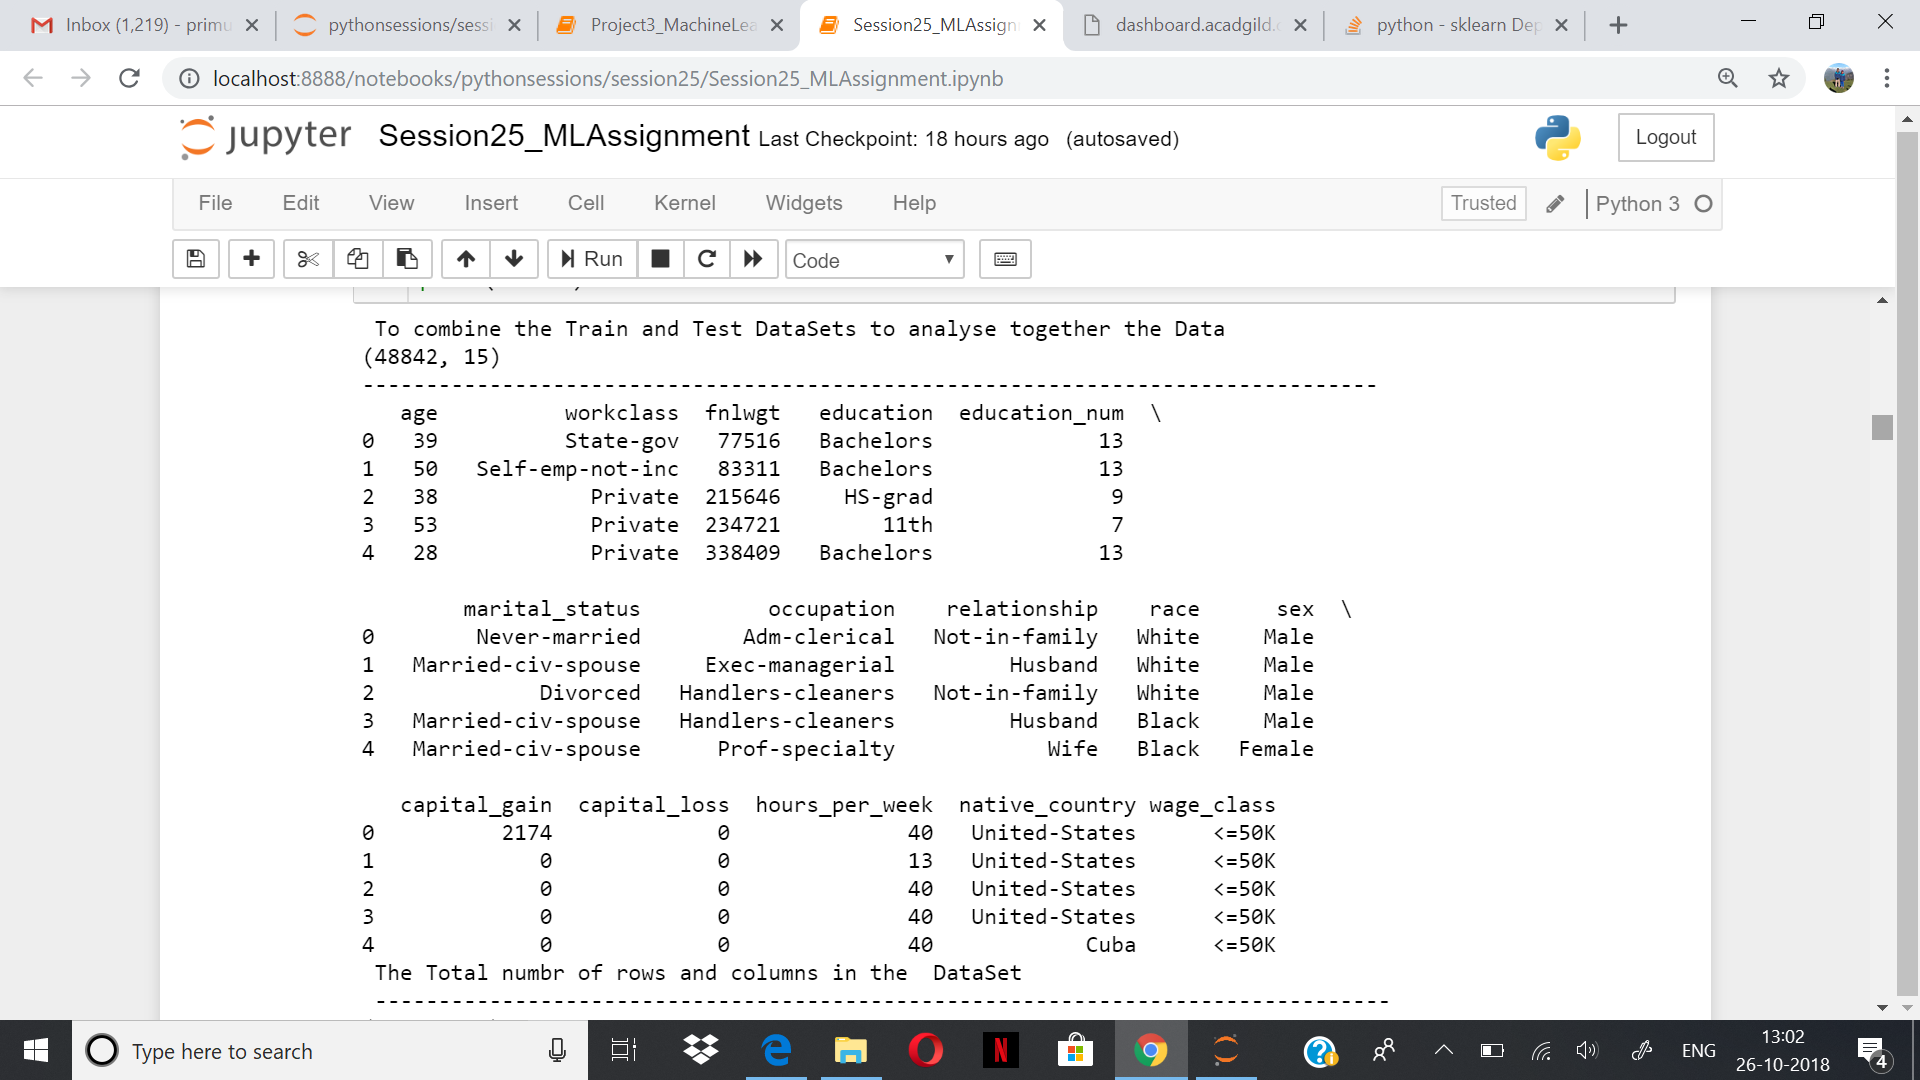 Inbox (1,219) - primu
pythonsessions/sessi
Project3_MachineLea
Session25_MLAssignm
dashboard.acadgild.c
python - sklearn Dep
localhost:8888/notebooks/pythonsessions/session25/Session25_MLAssignment.ipynb
jupyter Session25_MLAssignment Last Checkpoint: 18 hours ago (autosaved)
Logout
File Edit View Insert Cell Kernel Widgets Help
Trusted
Python 3
Run
Code
To combine the Train and Test DataSets to analyse together the Data
(48842, 15)
--------------------------------------------------------------------------------
age workclass fnlwgt education education_num \
0 39 State-gov 77516 Bachelors 13
1 50 Self-emp-not-inc 83311 Bachelors 13
2 38 Private 215646 HS-grad 9
3 53 Private 234721 11th 7
4 28 Private 338409 Bachelors 13
marital_status occupation relationship race sex \
0 Never-married Adm-clerical Not-in-family White Male
1 Married-civ-spouse Exec-managerial Husband White Male
2 Divorced Handlers-cleaners Not-in-family White Male
3 Married-civ-spouse Handlers-cleaners Husband Black Male
4 Married-civ-spouse Prof-specialty Wife Black Female
capital_gain capital_loss hours_per_week native_country wage_class
0 2174 0 40 United-States <=50K
1 0 0 13 United-States <=50K
2 0 0 40 United-States <=50K
3 0 0 40 United-States <=50K
4 0 0 40 Cuba <=50K
The Total numbr of rows and columns in the DataSet
--------------------------------------------------------------------------------
Type here to search
N
ENG
13:02
26-10-2018
4